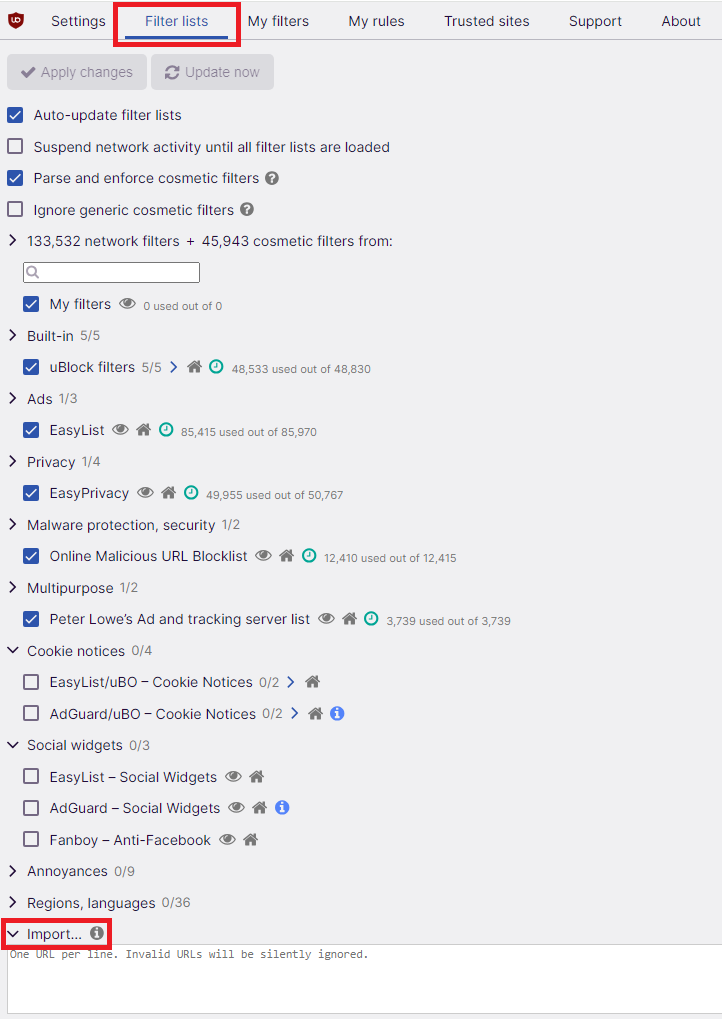 Settings Filter lists My filters My rules Trusted sites Support About
Apply changes Update now
Auto-update filter lists
Suspend network activity until all filter lists are loaded
Parse and enforce cosmetic filters
Ignore generic cosmetic filters
133,532 network filters + 45,943 cosmetic filters from:
My filters 0 used out of 0
Built-in 5/5
uBlock filters 5/5 48,533 used out of 48,830
Ads 1/3
EasyList 85,415 used out of 85,970
Privacy 1/4
EasyPrivacy 49,955 used out of 50,767
Malware protection, security 1/2
Online Malicious URL Blocklist 12,410 used out of 12,415
Multipurpose 1/2
Peter Lowe’s Ad and tracking server list 3,739 used out of 3,739
Cookie notices 0/4
EasyList/uBO – Cookie Notices 0/2
AdGuard/uBO – Cookie Notices 0/2
Social widgets 0/3
EasyList – Social Widgets
AdGuard – Social Widgets
Fanboy – Anti-Facebook
Annoyances 0/9
Regions, languages 0/36
Import...
One URL per line. Invalid URLs will be silently ignored.